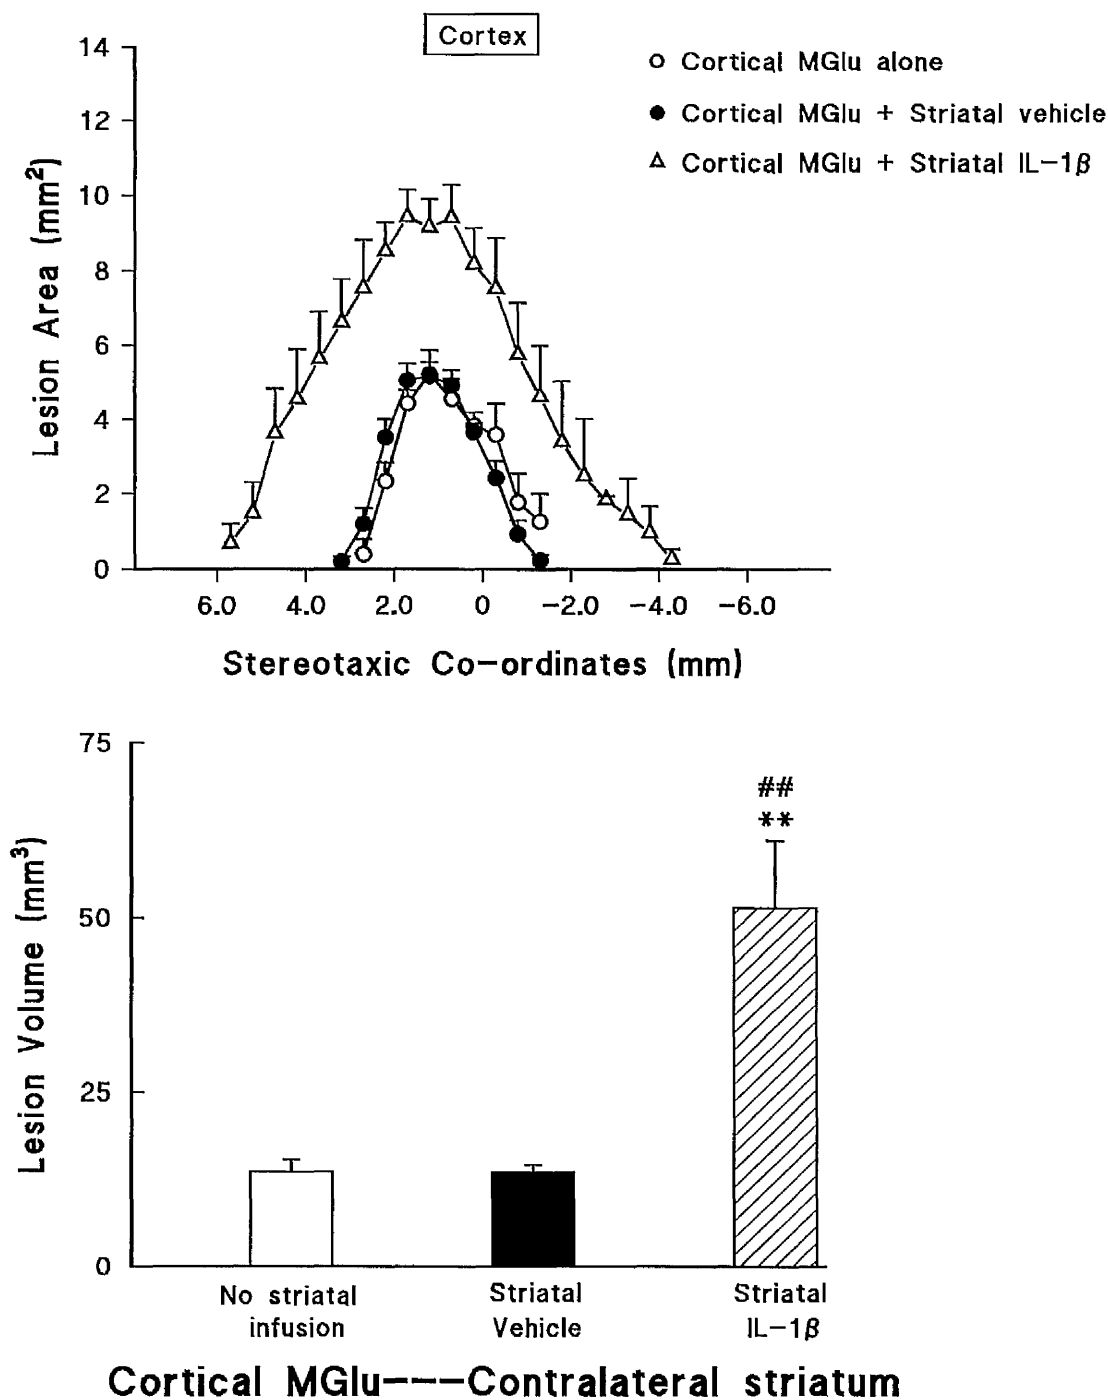 Cortex
14
12
10
8
6
4
2
0
Lesion Area (mm²)
○ Cortical MGlu alone
● Cortical MGlu + Striatal vehicle
△ Cortical MGlu + Striatal IL−1β
6.0 4.0 2.0 0 −2.0 −4.0 −6.0
Stereotaxic Co−ordinates (mm)
75
50
25
0
Lesion Volume (mm³)
##
**
No striatal
infusion
Striatal
Vehicle
Striatal
IL−1β
Cortical MGlu−−−Contralateral striatum